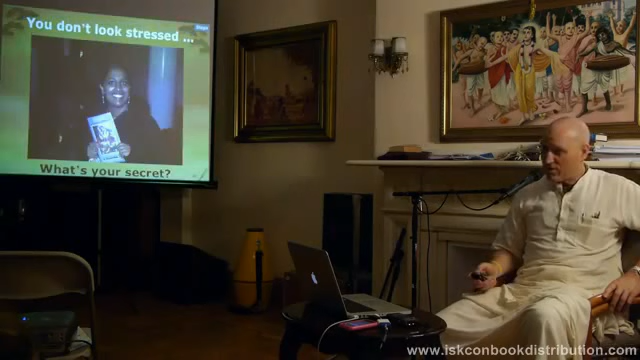 You don't look stressed ...
What's your secret?
www.iskconbookdistribution.com